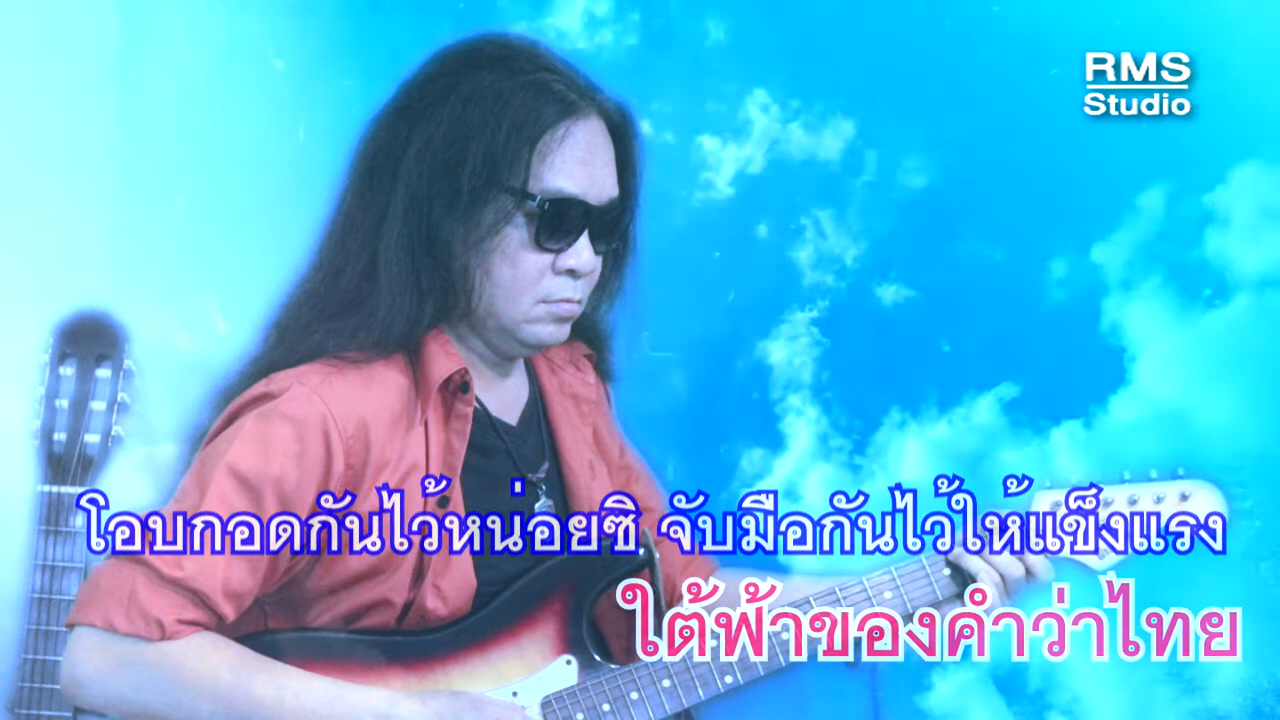 RMS
Studio
โอบกอดกันไว้หน่อยซิ จับมือกันไว้ให้แข็งแรง
ใต้ฟ้าของคำว่าไทย